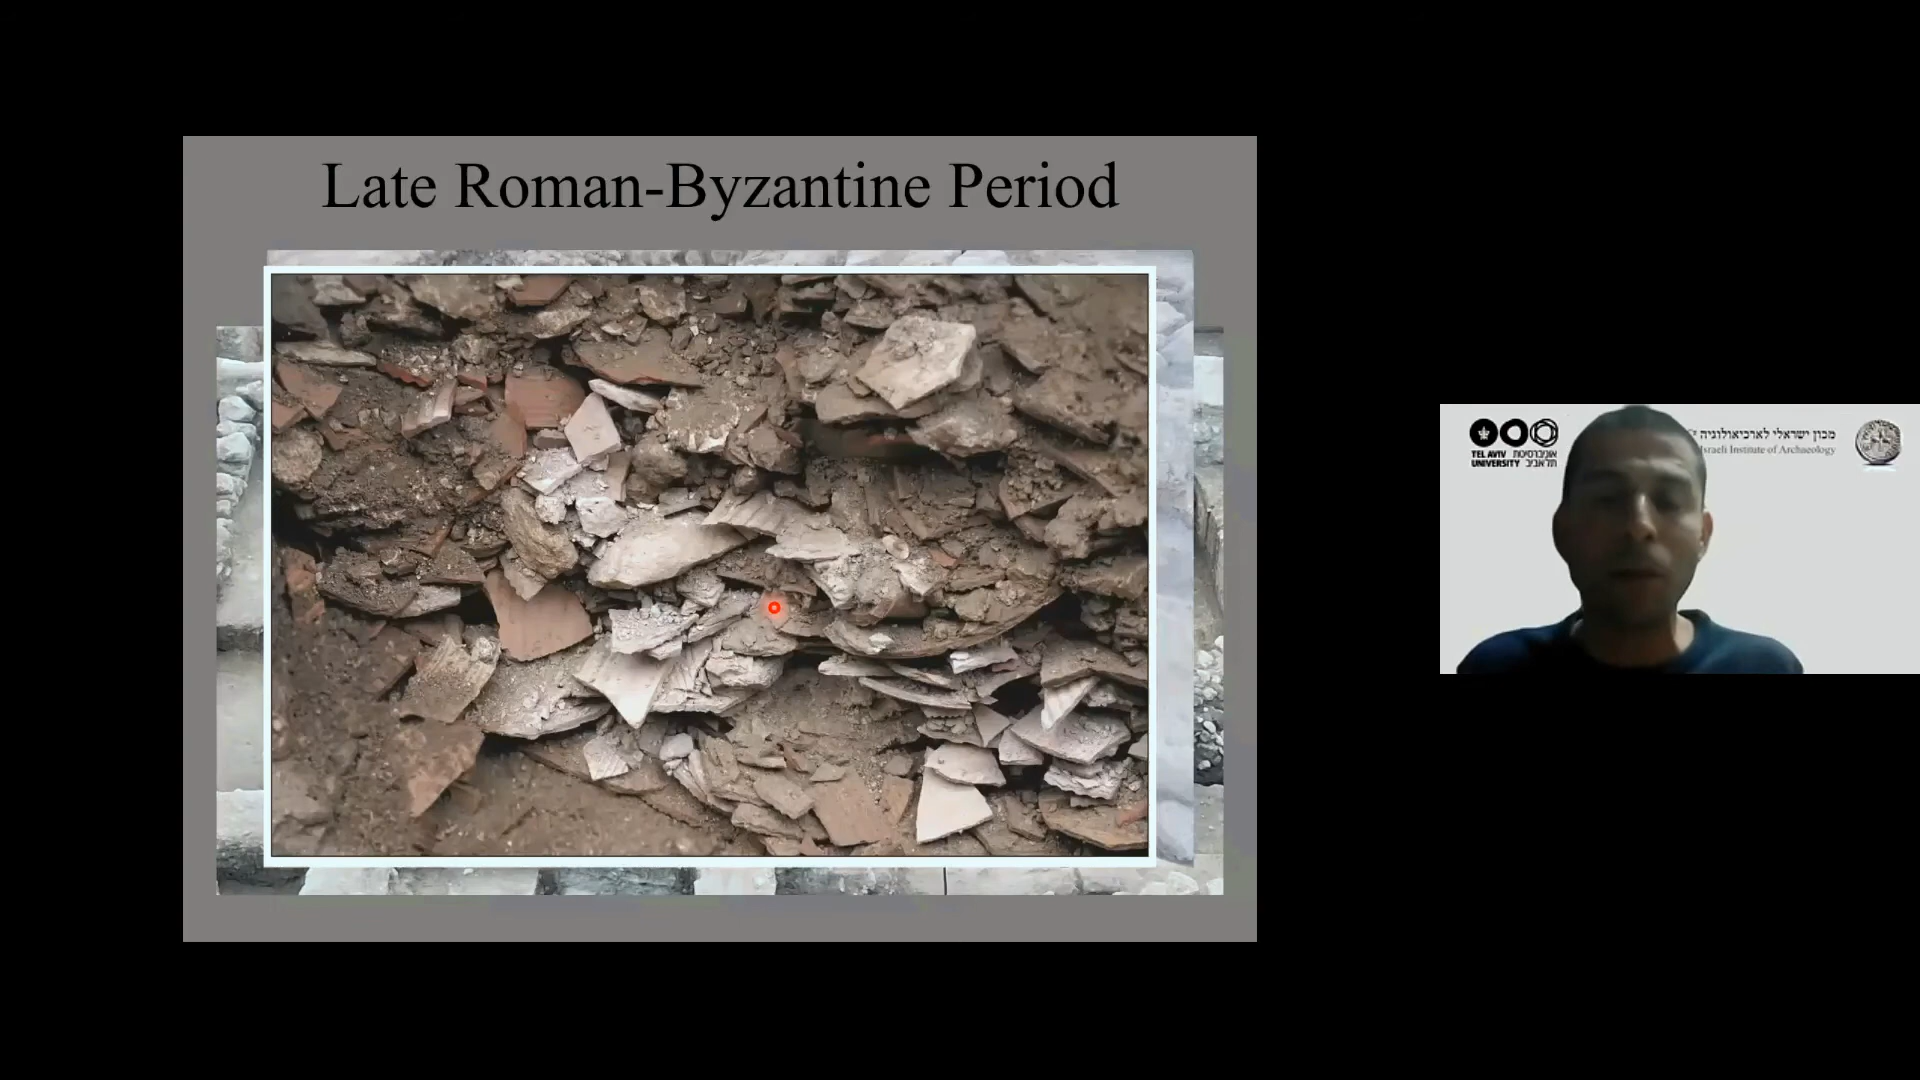 Late Roman-Byzantine Period
TEL AVIV אוניברסיטת
UNIVERSITY תל אביב
מכון ישראלי לארכיאולוגיה
Israeli Institute of Archaeology